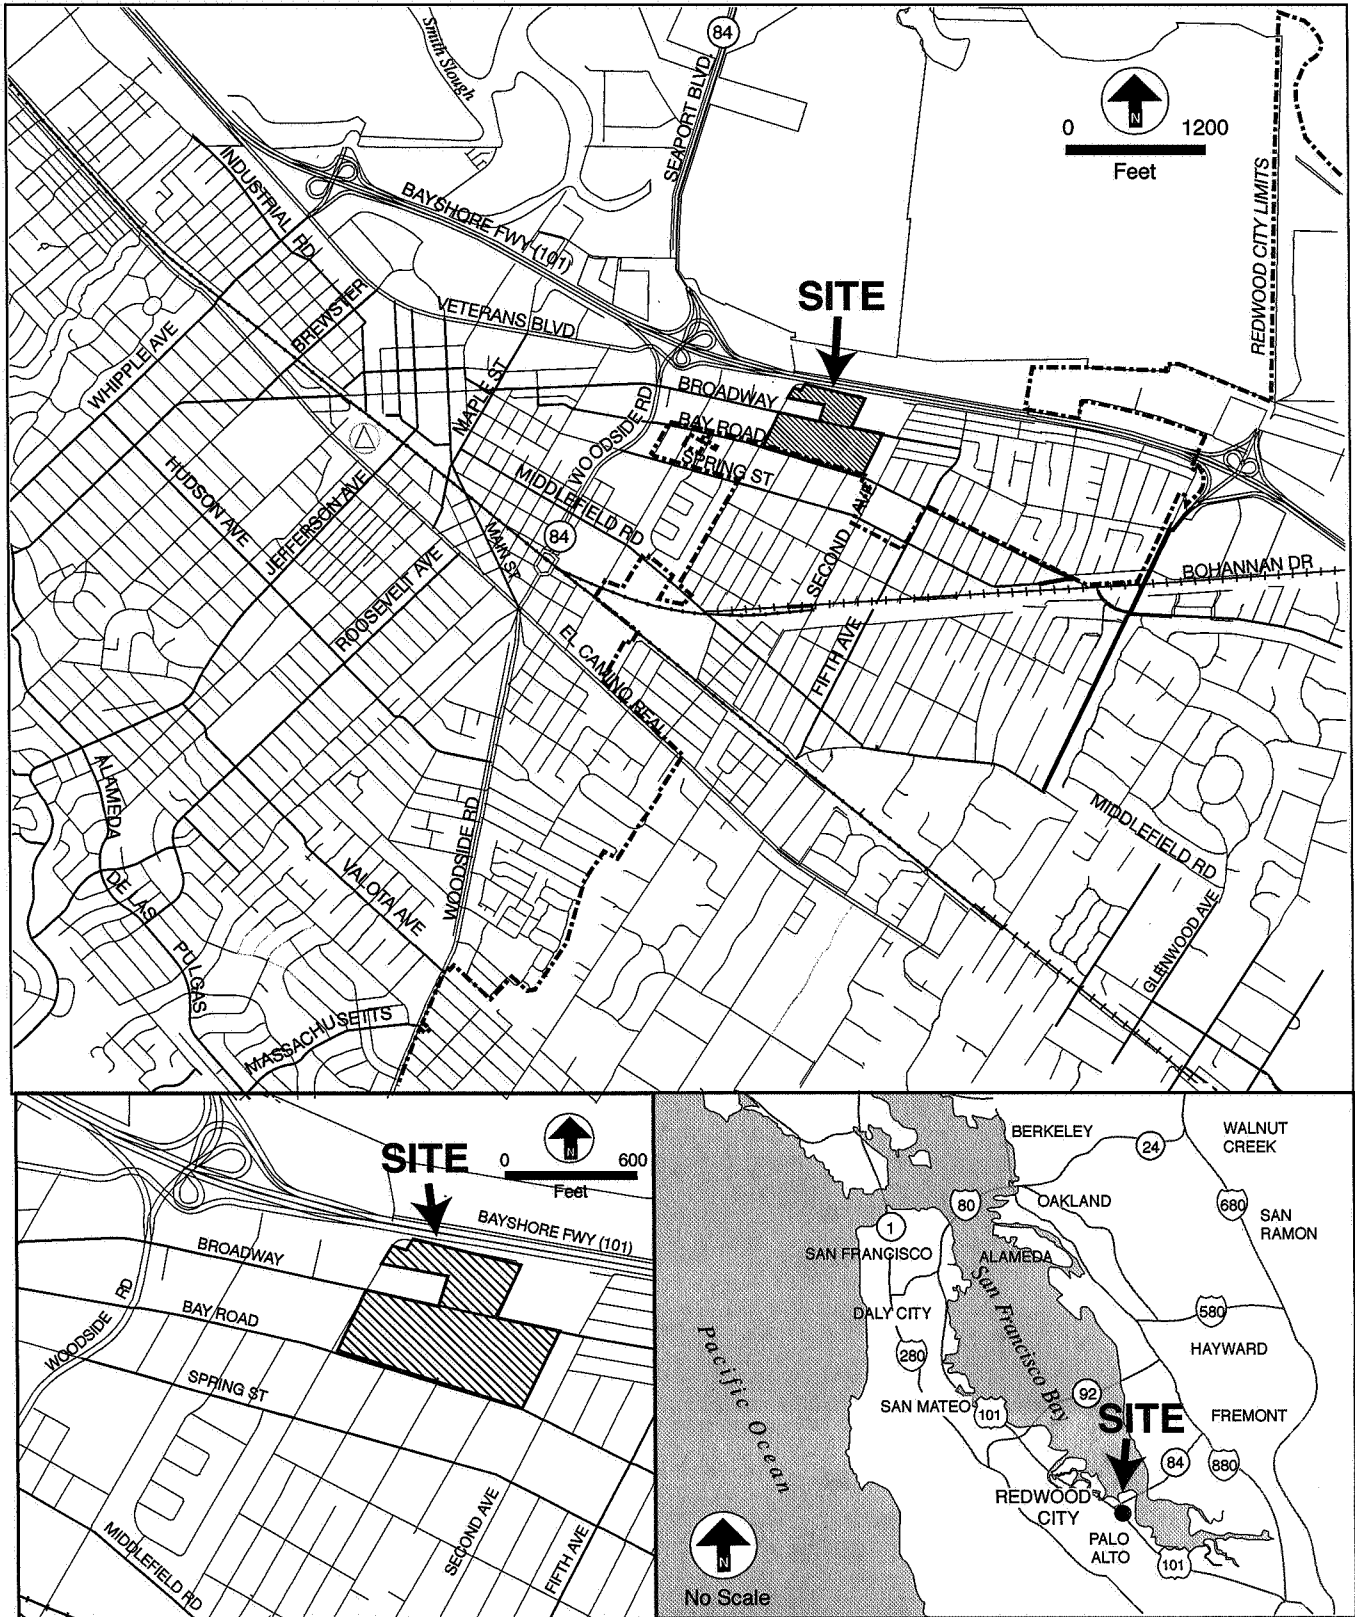 Smith Slough
84
SEAPORT BLVD
N
0 1200
Feet
REDWOOD CITY LIMITS
INDUSTRIAL RD
BAYSHORE FWY (101)
SITE
BREWSTER
VETERANS BLVD
WHIPPLE AVE
MAPLE ST
BROADWAY
WOODSIDE RD
BAY ROAD
SPRING ST
HUDSON AVE
JEFFERSON AVE
MIDDLEFIELD RD
MAIN ST
84
SECOND AVE
ROOSEVELT AVE
BOHANNAN DR
EL CAMINO REAL
FIFTH AVE
ALAMEDA
DE LAS
PULGAS
WOODSIDE RD
VALOTA AVE
MIDDLEFIELD RD
GLENWOOD AVE
MASSACHUSETTS
SITE
N
0 600
Feet
BAYSHORE FWY (101)
BROADWAY
WOODSIDE RD
BAY ROAD
SPRING ST
SECOND AVE
FIFTH AVE
MIDDLEFIELD RD
BERKELEY
24
WALNUT
CREEK
80
OAKLAND
680
SAN
RAMON
1
SAN FRANCISCO
ALAMEDA
San Francisco Bay
DALY CITY
580
HAYWARD
280
Pacific Ocean
92
SAN MATEO
101
SITE
FREMONT
84
880
REDWOOD
CITY
PALO
ALTO
101
N
No Scale